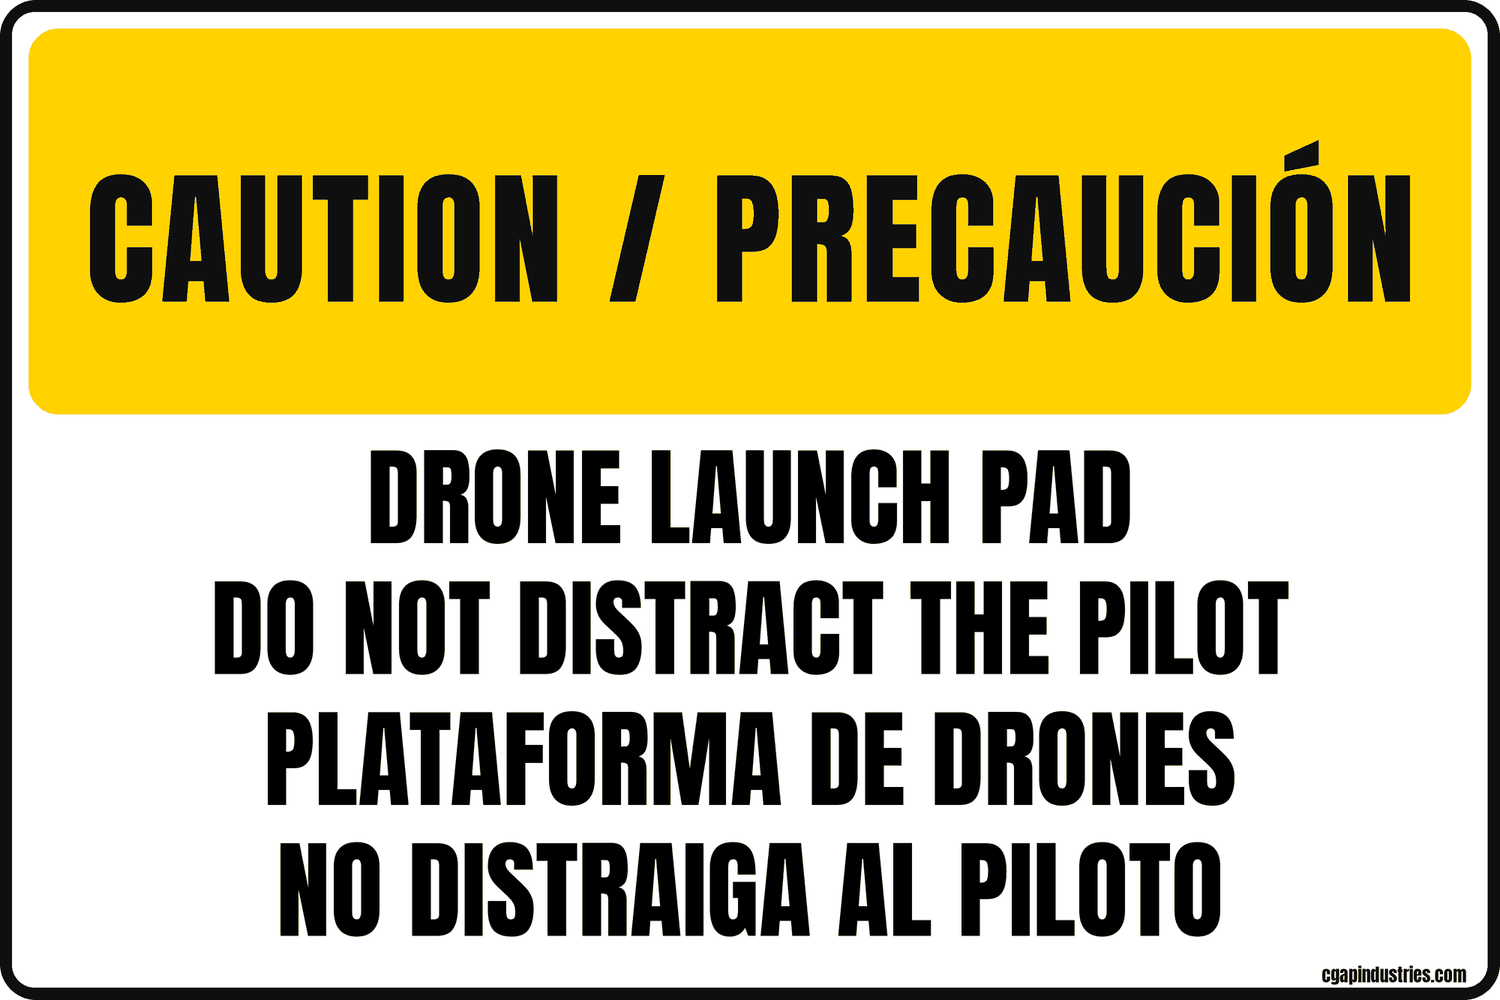 CAUTION / PRECAUCIÓN
DRONE LAUNCH PAD
DO NOT DISTRACT THE PILOT
PLATAFORMA DE DRONES
NO DISTRAIGA AL PILOTO
cgapindustries.com